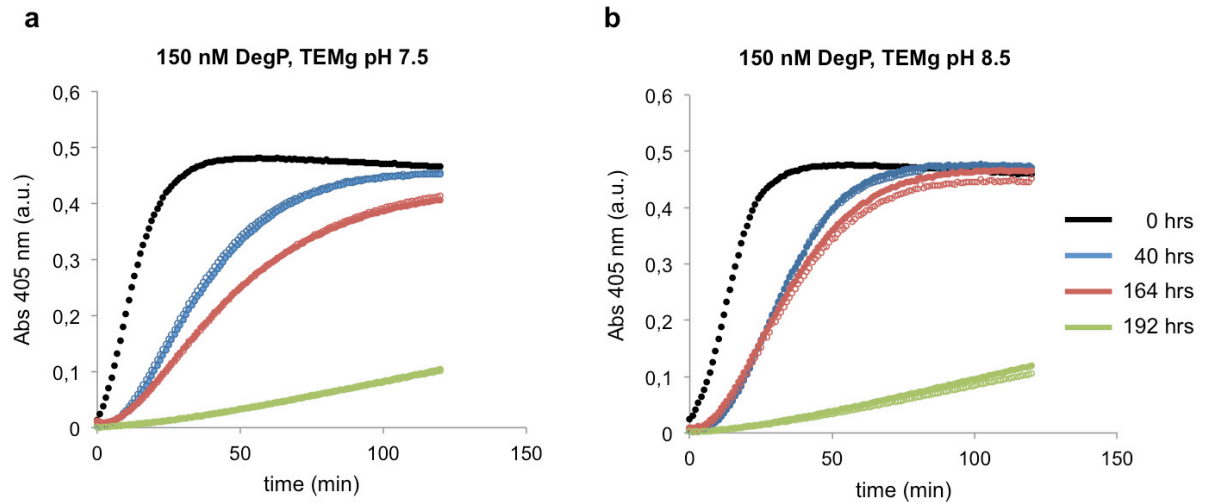 a
150 nM DegP, TEMg pH 7.5
Abs 405 nm (a.u.)
0,6
0,5
0,4
0,3
0,2
0,1
0
0
50
100
150
time (min)
b
150 nM DegP, TEMg pH 8.5
Abs 405 nm (a.u.)
0,6
0,5
0,4
0,3
0,2
0,1
0
0
50
100
150
time (min)
0 hrs
40 hrs
164 hrs
192 hrs